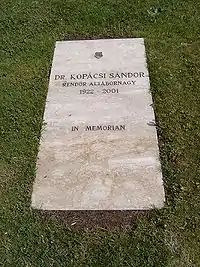 DR. KOPÁCSI SÁNDOR
RENDŐR ALTÁBORNAGY
1922 - 2001
IN MEMORIAN